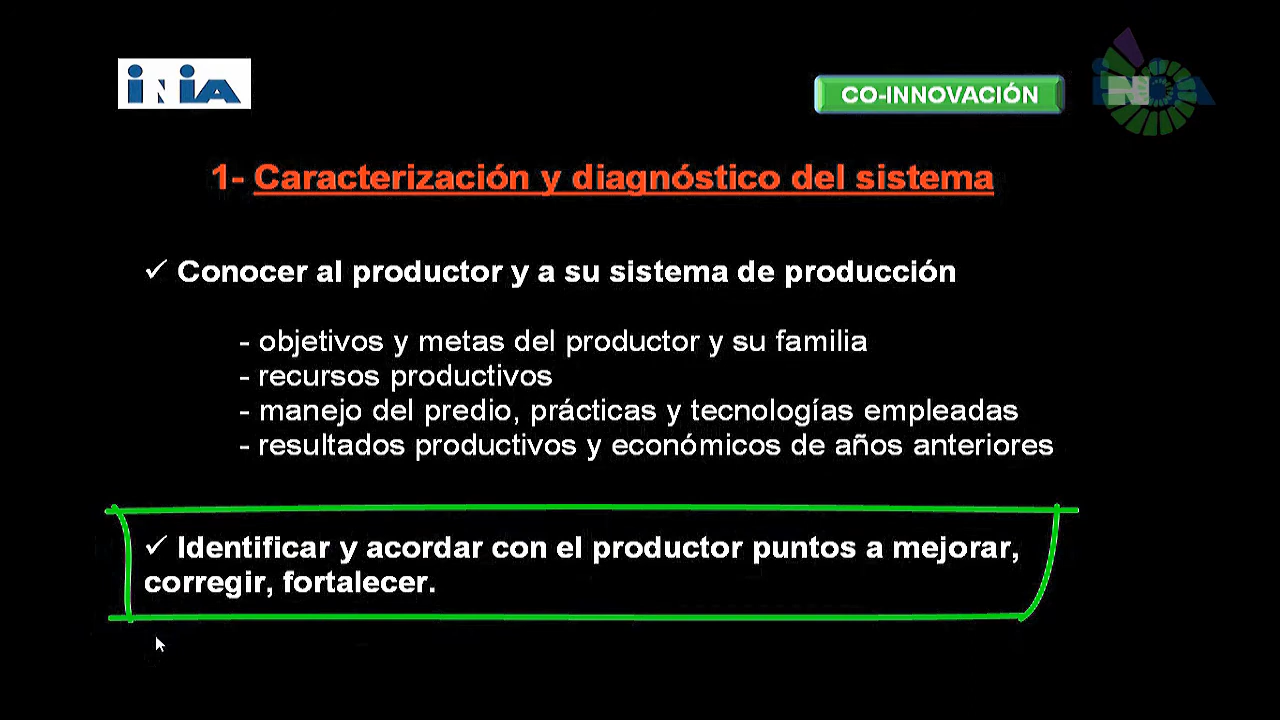 INIA
CO-INNOVACIÓN
1- Caracterización y diagnóstico del sistema
✓ Conocer al productor y a su sistema de producción
- objetivos y metas del productor y su familia
- recursos productivos
- manejo del predio, prácticas y tecnologías empleadas
- resultados productivos y económicos de años anteriores
✓ Identificar y acordar con el productor puntos a mejorar,
corregir, fortalecer.